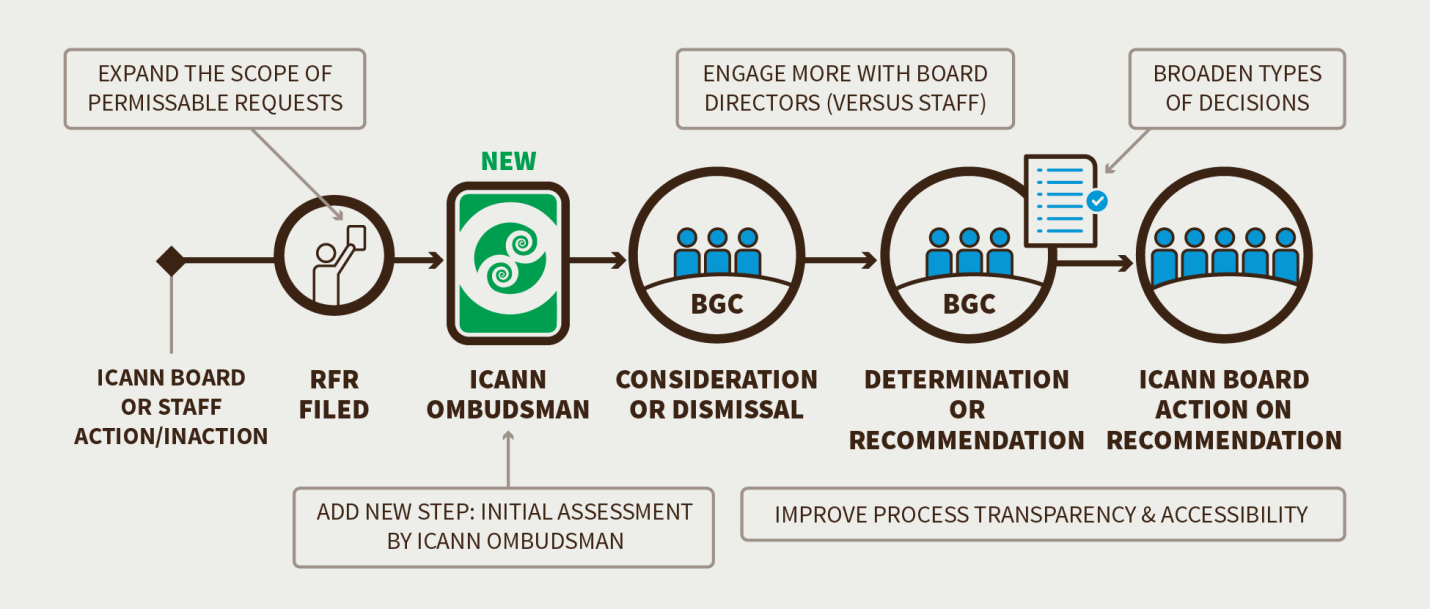 EXPAND THE SCOPE OF
PERMISSABLE REQUESTS
ENGAGE MORE WITH BOARD
DIRECTORS (VERSUS STAFF)
BROADEN TYPES
OF DECISIONS
NEW
BGC
BGC
ICANN BOARD
OR STAFF
ACTION/INACTION
RFR
FILED
ICANN
OMBUDSMAN
CONSIDERATION
OR DISMISSAL
DETERMINATION
OR
RECOMMENDATION
ICANN BOARD
ACTION ON
RECOMMENDATION
ADD NEW STEP: INITIAL ASSESSMENT
BY ICANN OMBUDSMAN
IMPROVE PROCESS TRANSPARENCY & ACCESSIBILITY